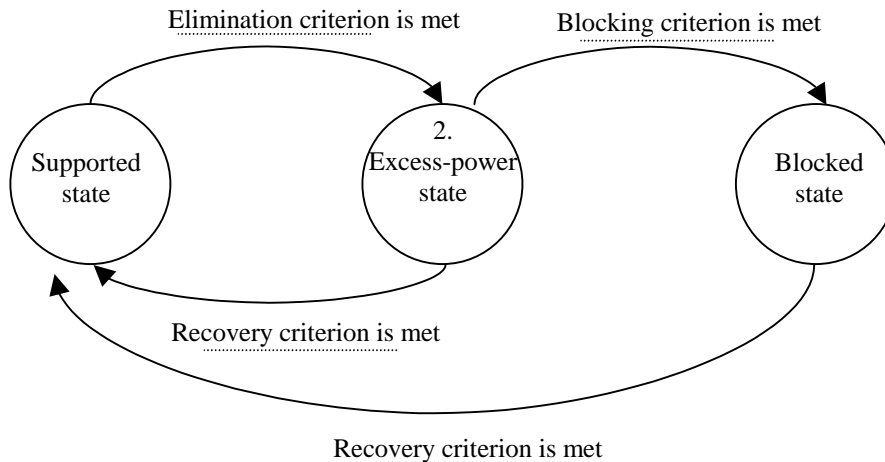 Elimination criterion is met
Blocking criterion is met
Supported
state
2.
Excess-power
state
Blocked
state
Recovery criterion is met
Recovery criterion is met